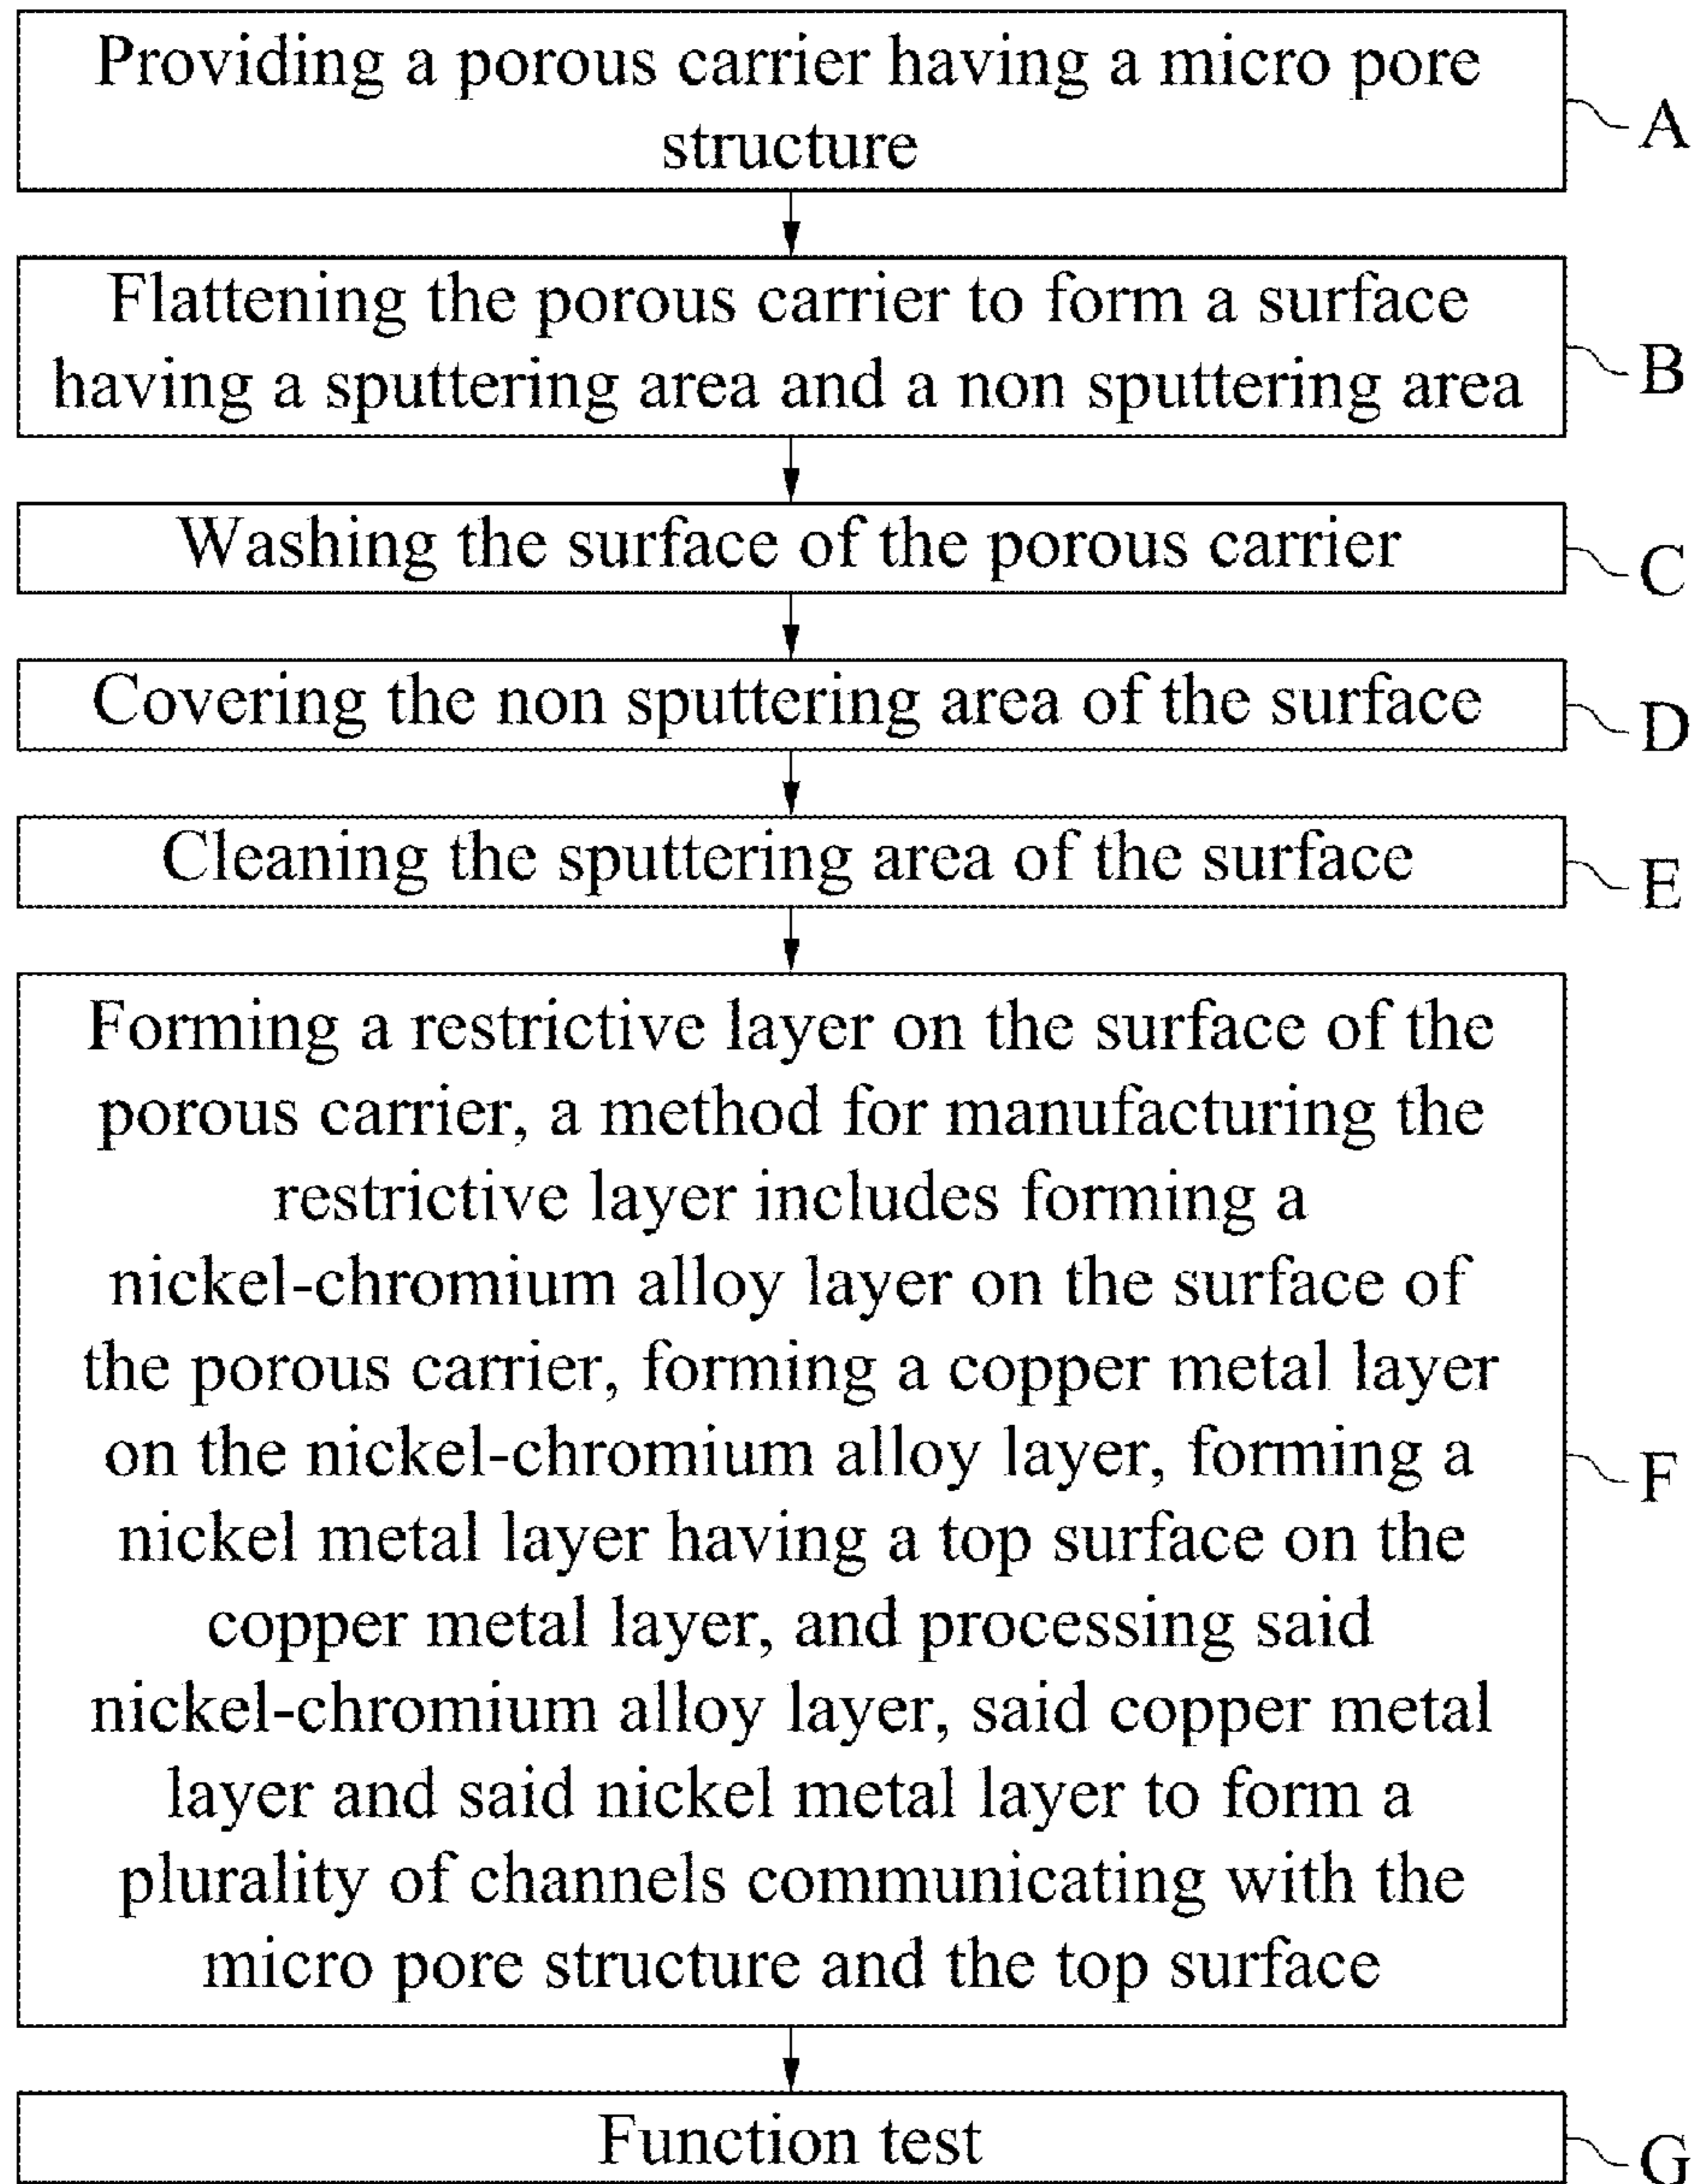 Providing a porous carrier having a micro pore
structure
A
Flattening the porous carrier to form a surface
having a sputtering area and a non sputtering area
B
Washing the surface of the porous carrier
C
Covering the non sputtering area of the surface
D
Cleaning the sputtering area of the surface
E
Forming a restrictive layer on the surface of the
porous carrier, a method for manufacturing the
restrictive layer includes forming a
nickel-chromium alloy layer on the surface of
the porous carrier, forming a copper metal layer
on the nickel-chromium alloy layer, forming a
nickel metal layer having a top surface on the
copper metal layer, and processing said
nickel-chromium alloy layer, said copper metal
layer and said nickel metal layer to form a
plurality of channels communicating with the
micro pore structure and the top surface
F
Function test
G